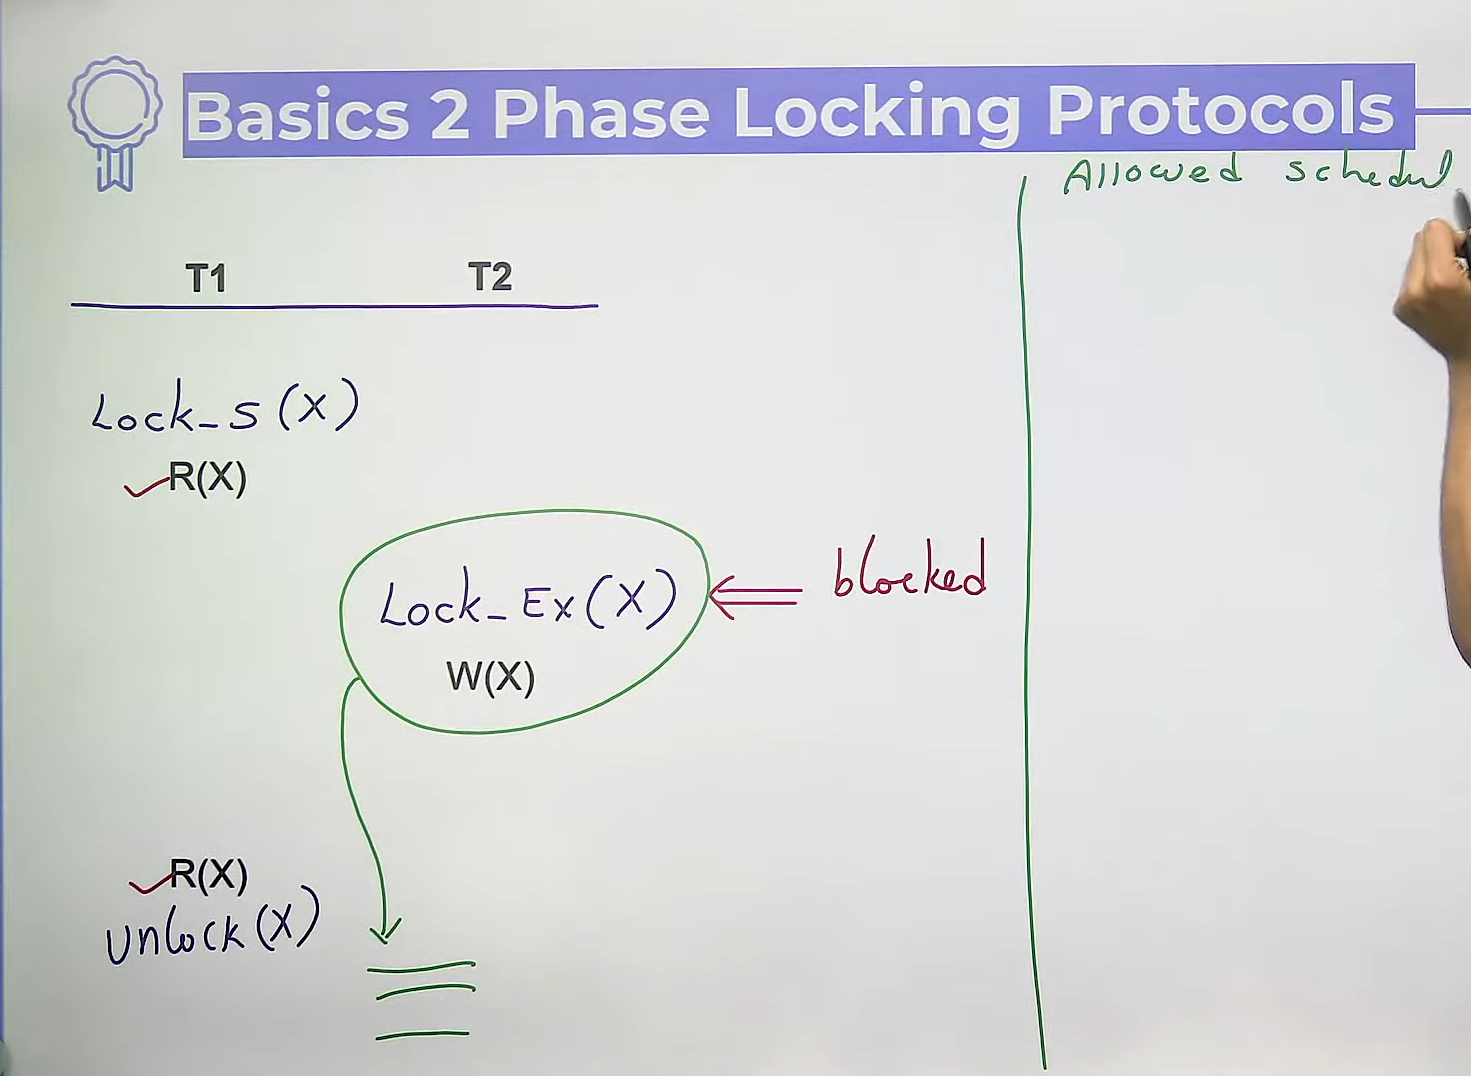 Basics 2 Phase Locking Protocols
Allowed schedul
T1 T2
Lock_S(X)
R(X)
Lock_Ex(X)
blocked
W(X)
R(X)
Unlock(X)